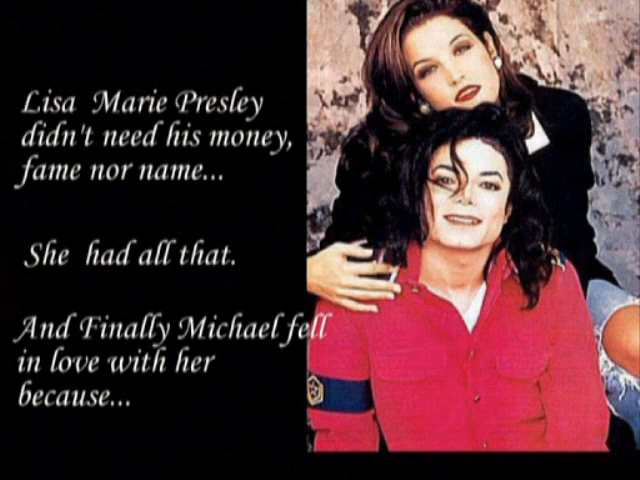 Lisa Marie Presley
didn't need his money,
fame nor name...
She had all that.
And Finally Michael fell
in love with her
because...